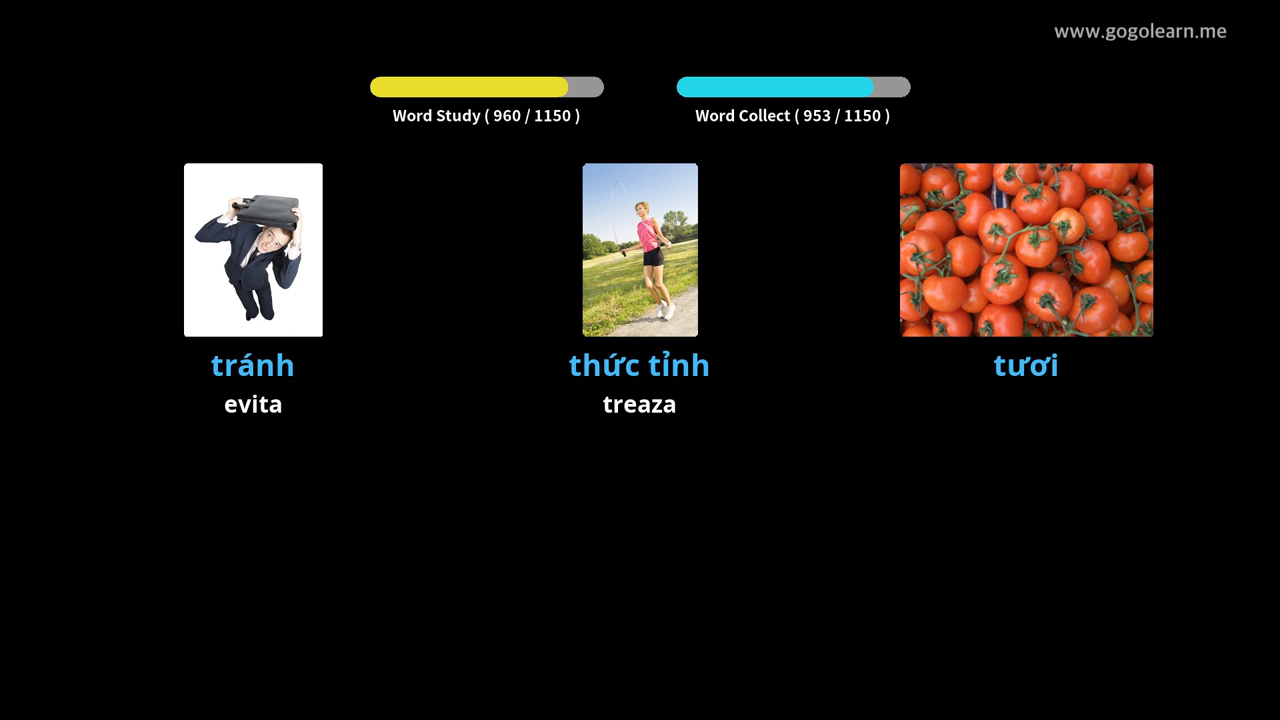 www.gogolearn.me
Word Study ( 960 / 1150 )
Word Collect ( 953 / 1150 )
tránh
thức tỉnh
tươi
evita
treaza